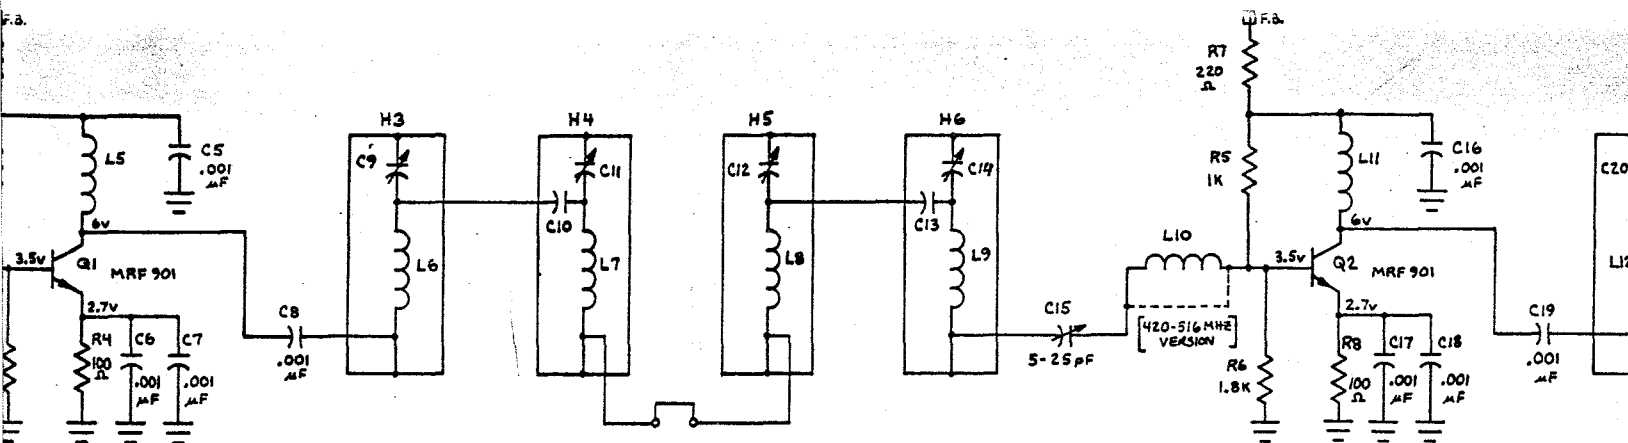 F.B.
L5
C5
.001
µF
6v
3.5v
Q1
MRF 901
2.7v
R4
100
Ω
C6
.001
µF
C7
.001
µF
C8
.001
µF
H3
C9
L6
H4
C11
C10
L7
H5
C12
L8
H6
C14
C13
L9
C15
5-25 pF
L10
[420-516 MHZ
VERSION]
F.B.
R7
220
Ω
R5
1K
R6
1.8K
L11
C16
.001
µF
6v
3.5v
Q2
MRF 901
2.7v
R8
100
Ω
C17
.001
µF
C18
.001
µF
C19
.001
µF
C20
L12